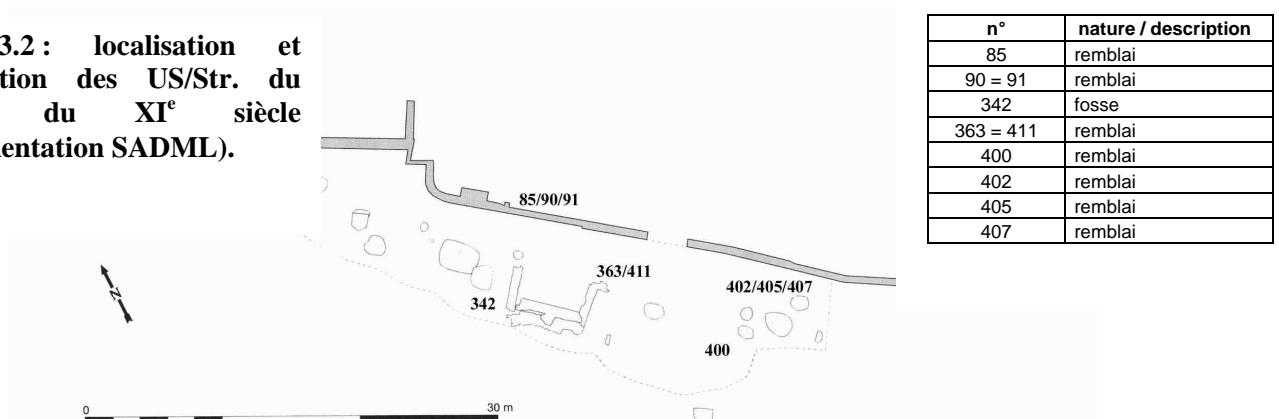 3.2 : localisation et
des US/Str. du
du XIe siècle
SADML).
n° nature / description
85 remblai
90 = 91 remblai
342 fosse
363 = 411 remblai
400 remblai
402 remblai
405 remblai
407 remblai
85/90/91
363/411
402/405/407
342
400
N
0 30 m